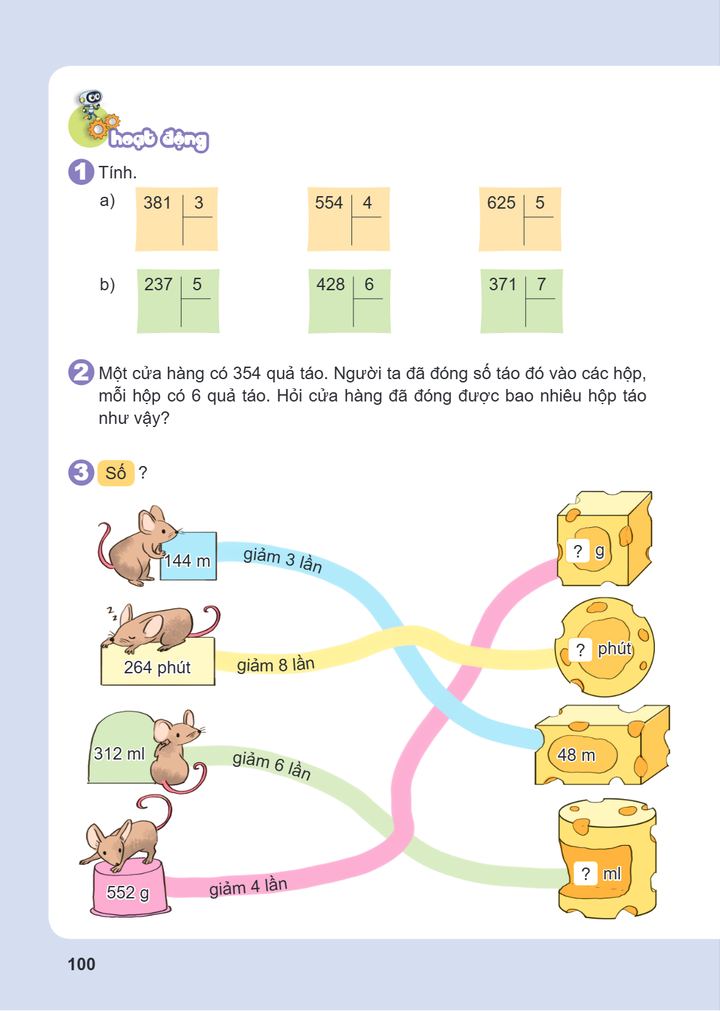 hoạt động
1 Tính.
a) 381 3 554 4 625 5
b) 237 5 428 6 371 7
2 Một cửa hàng có 354 quả táo. Người ta đã đóng số táo đó vào các hộp,
mỗi hộp có 6 quả táo. Hỏi cửa hàng đã đóng được bao nhiêu hộp táo
như vậy?
3 Số ?
144 m giảm 3 lần ? g
z z z
264 phút giảm 8 lần ? phút
312 ml giảm 6 lần 48 m
552 g giảm 4 lần ? ml
100